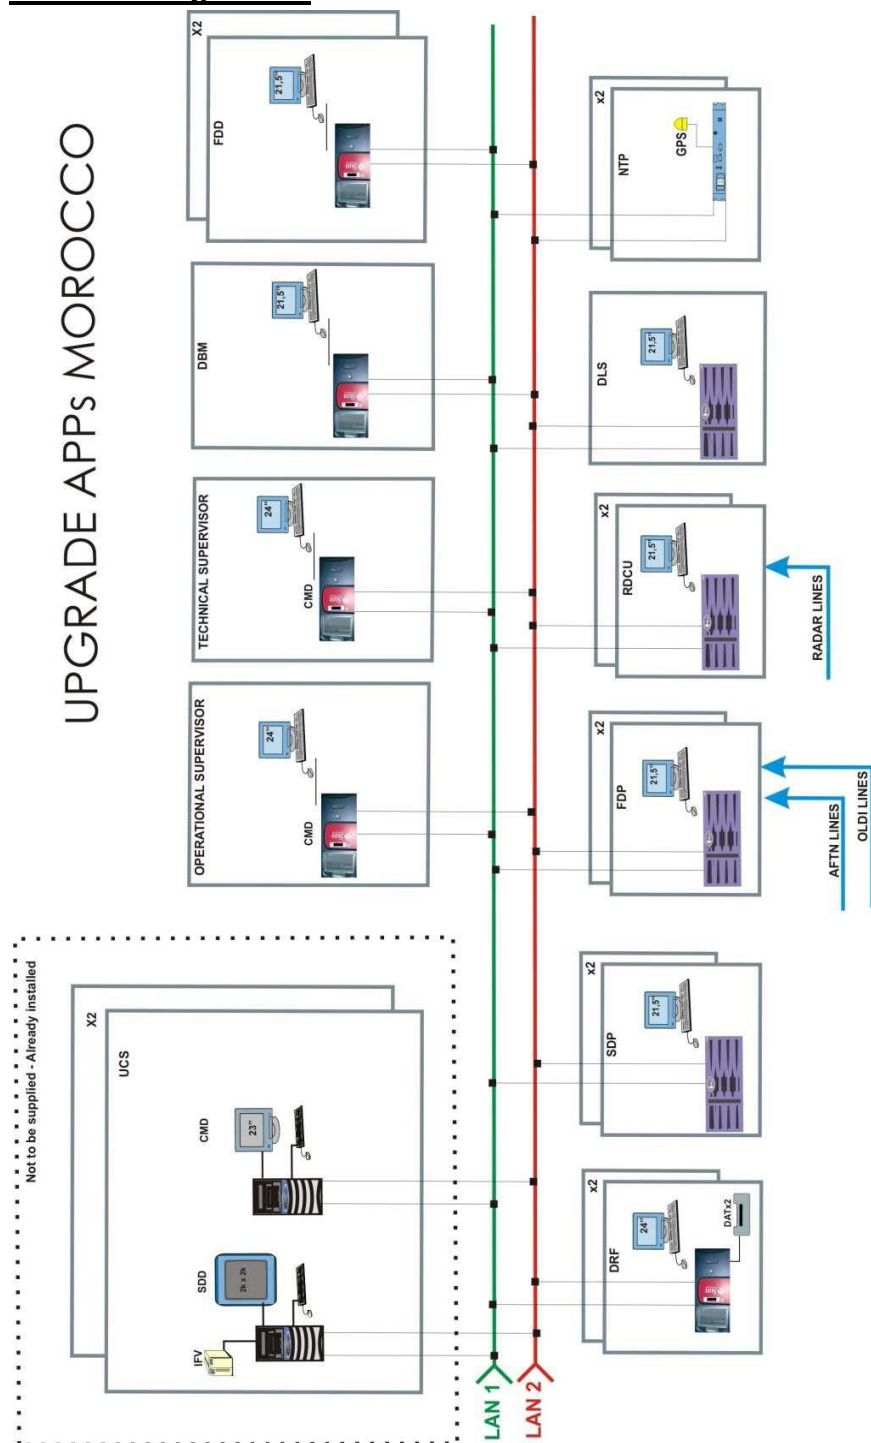 UPGRADE APPs MOROCCO
Not to be supplied - Already installed
X2
UCS
IFV
SDD
2k x 2k
CMD
23"
OPERATIONAL SUPERVISOR
24"
CMD
TECHNICAL SUPERVISOR
24"
CMD
DBM
21,5"
X2
FDD
21,5"
LAN 1
LAN 2
x2
DRF
24"
DATx2
x2
SDP
21,5"
x2
FDP
21,5"
AFTN LINES
OLDI LINES
x2
RDCU
21,5"
RADAR LINES
DLS
21,5"
x2
NTP
GPS